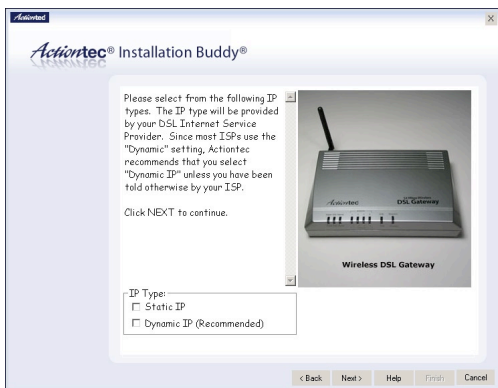 Actiontec
Actiontec® Installation Buddy®
Please select from the following IP
types. The IP type will be provided
by your DSL Internet Service
Provider. Since most ISPs use the
"Dynamic" setting, Actiontec
recommends that you select
"Dynamic IP" unless you have been
told otherwise by your ISP.
Click NEXT to continue.
Actiontec
DSL Gateway
Wireless DSL Gateway
IP Type:
Static IP
Dynamic IP (Recommended)
< Back Next > Help Finish Cancel